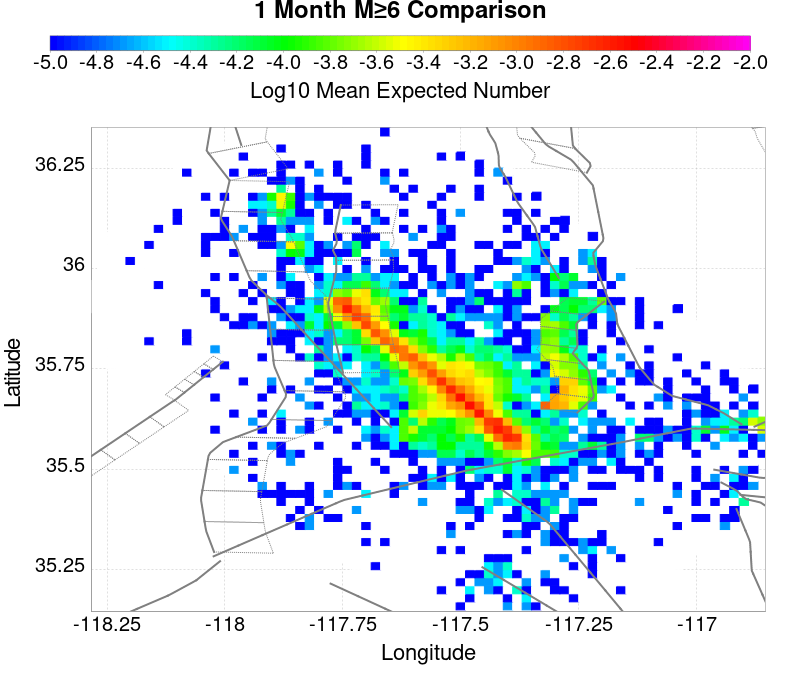 1 Month M≥6 Comparison
-5.0 -4.8 -4.6 -4.4 -4.2 -4.0 -3.8 -3.6 -3.4 -3.2 -3.0 -2.8 -2.6 -2.4 -2.2 -2.0
Log10 Mean Expected Number
36.25
36
35.75
35.5
35.25
Latitude
-118.25 -118 -117.75 -117.5 -117.25 -117
Longitude